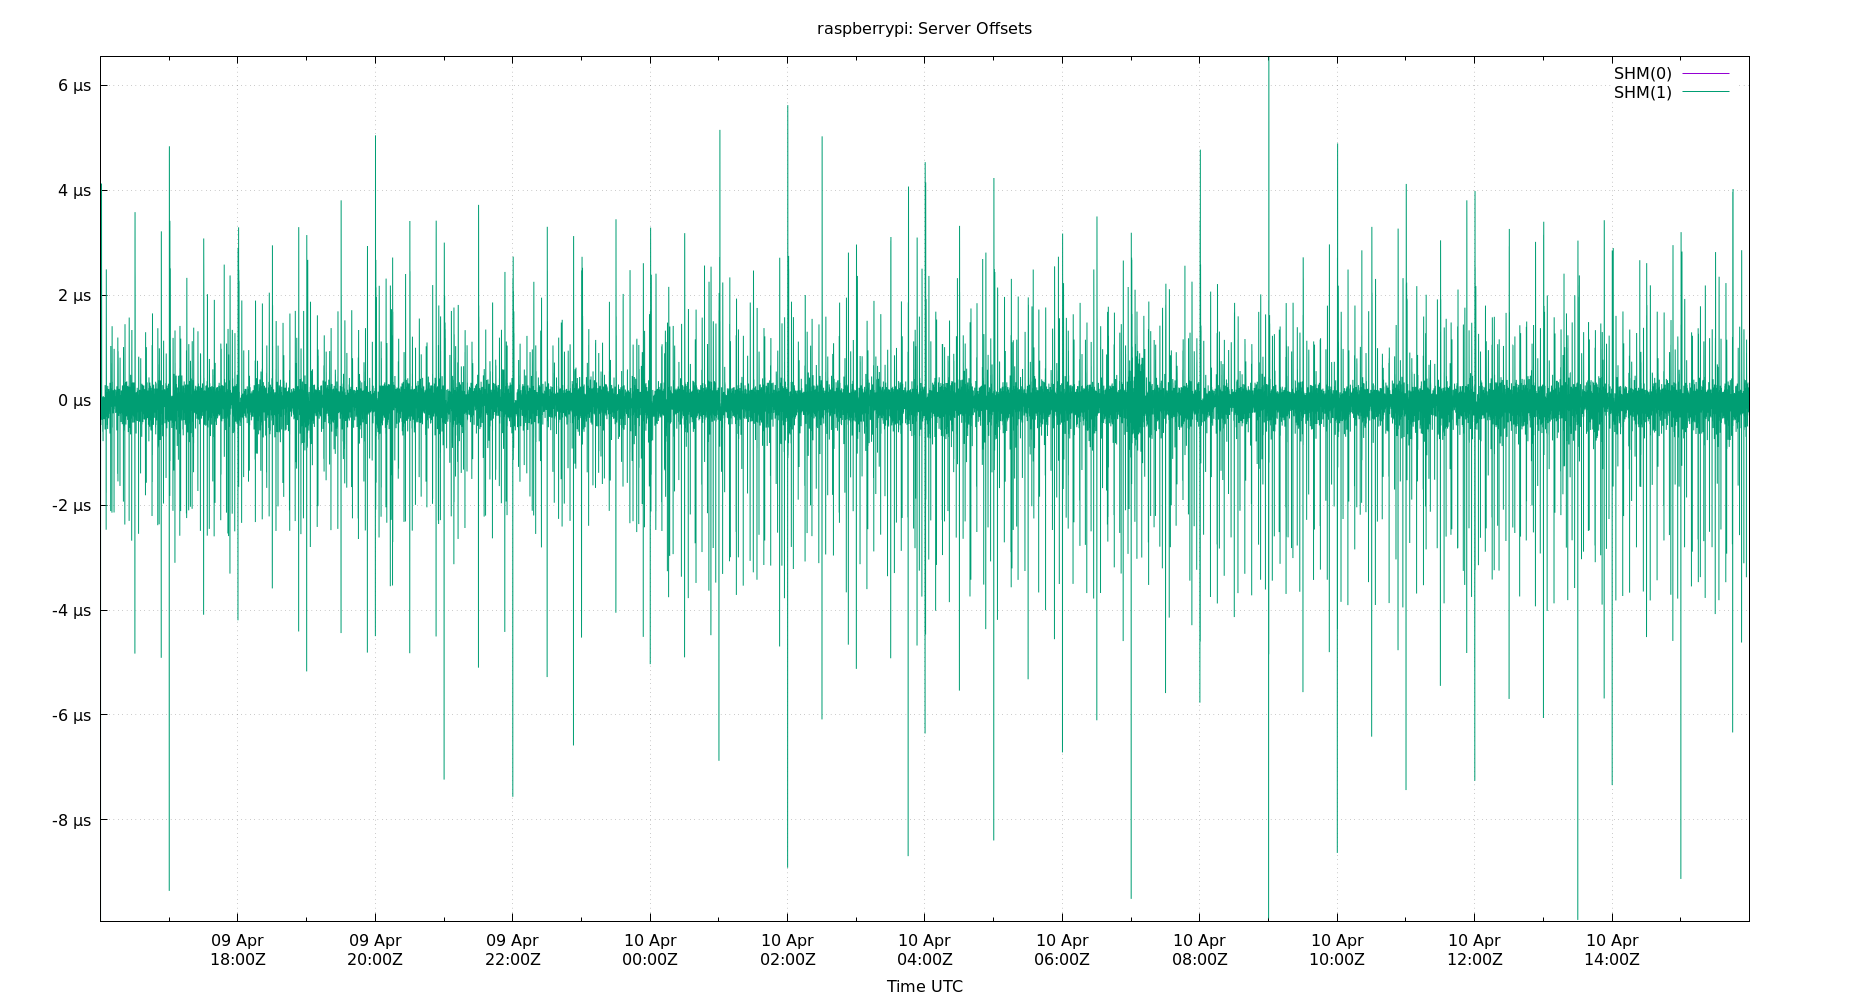 raspberrypi: Server Offsets
SHM(0)
SHM(1)
6 µs
4 µs
2 µs
0 µs
-2 µs
-4 µs
-6 µs
-8 µs
09 Apr 09 Apr 09 Apr 10 Apr 10 Apr 10 Apr 10 Apr 10 Apr 10 Apr 10 Apr 10 Apr
18:00Z 20:00Z 22:00Z 00:00Z 02:00Z 04:00Z 06:00Z 08:00Z 10:00Z 12:00Z 14:00Z
Time UTC